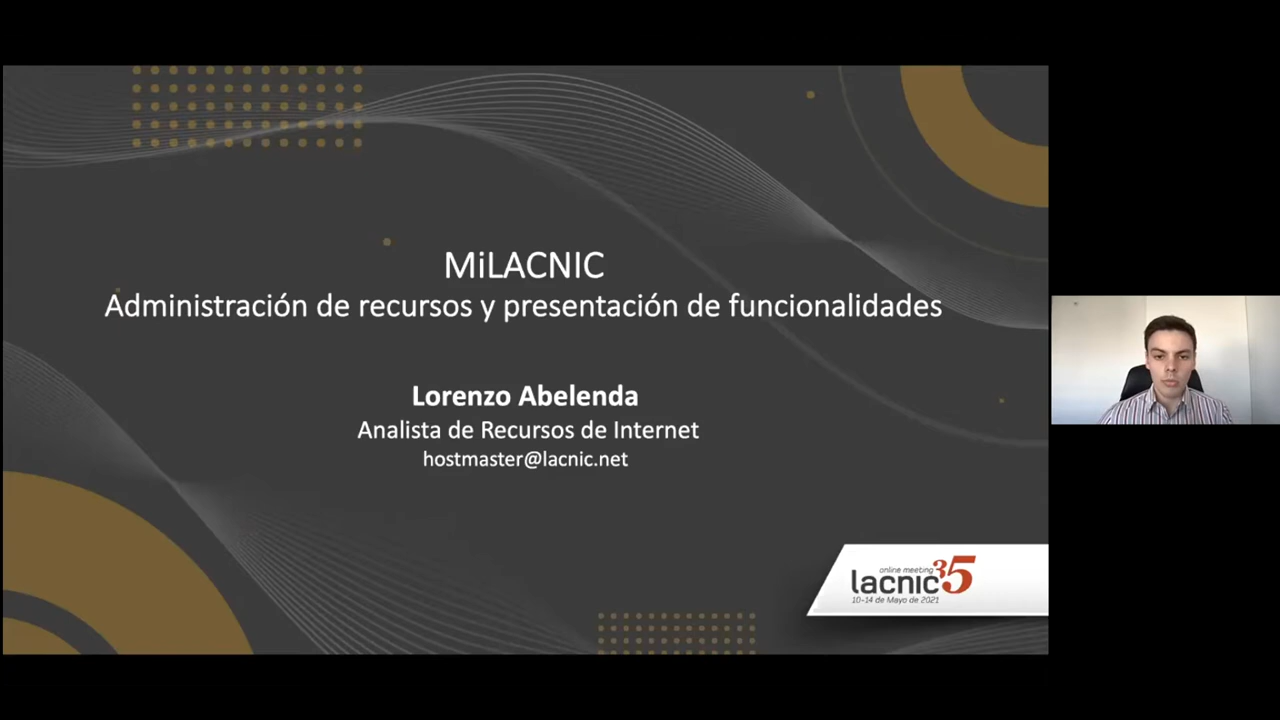 MiLACNIC
Administración de recursos y presentación de funcionalidades
Lorenzo Abelenda
Analista de Recursos de Internet
hostmaster@lacnic.net
online meeting
lacnic35
10-14 de Mayo de 2021